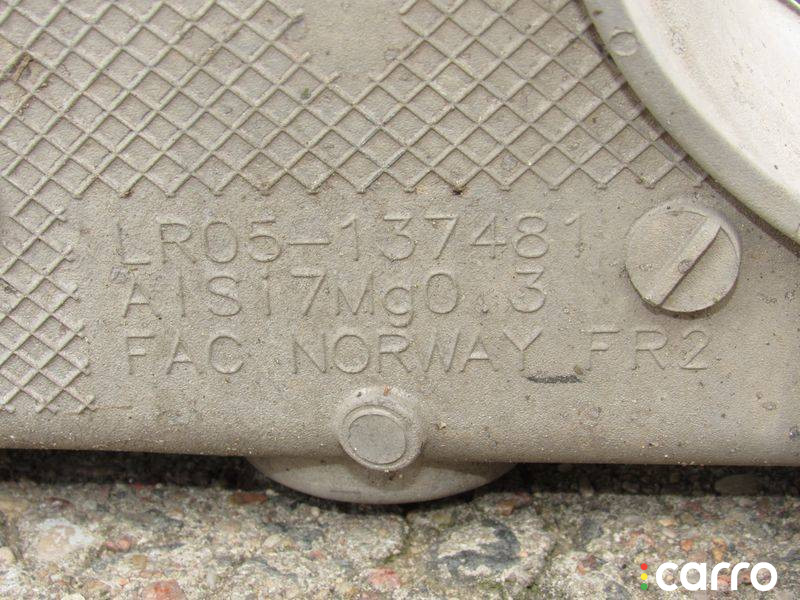 LR05-137481
AlSi7Mg0.3
FAC NORWAY FR2
carro